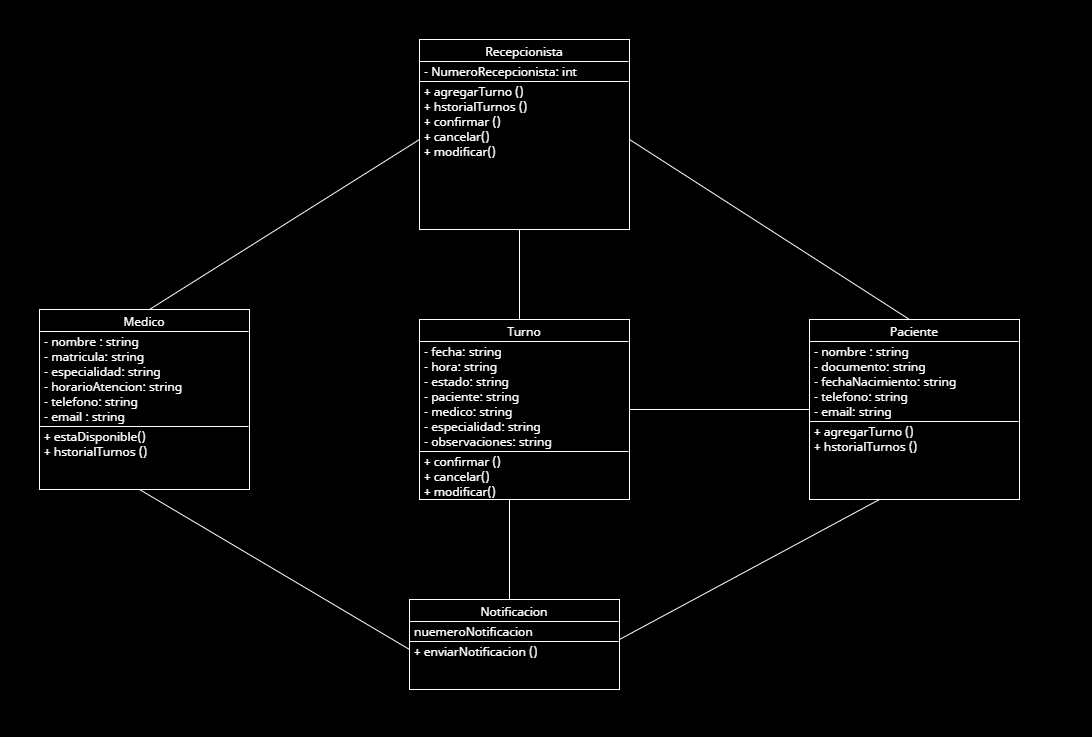 Recepcionista
- NumeroRecepcionista: int
+ agregarTurno ()
+ hstorialTurnos ()
+ confirmar ()
+ cancelar()
+ modificar()
Medico
- nombre : string
- matricula: string
- especialidad: string
- horarioAtencion: string
- telefono: string
- email : string
+ estaDisponible()
+ hstorialTurnos ()
Turno
- fecha: string
- hora: string
- estado: string
- paciente: string
- medico: string
- especialidad: string
- observaciones: string
+ confirmar ()
+ cancelar()
+ modificar()
Paciente
- nombre : string
- documento: string
- fechaNacimiento: string
- telefono: string
- email: string
+ agregarTurno ()
+ hstorialTurnos ()
Notificacion
nuemeroNotificacion
+ enviarNotificacion ()